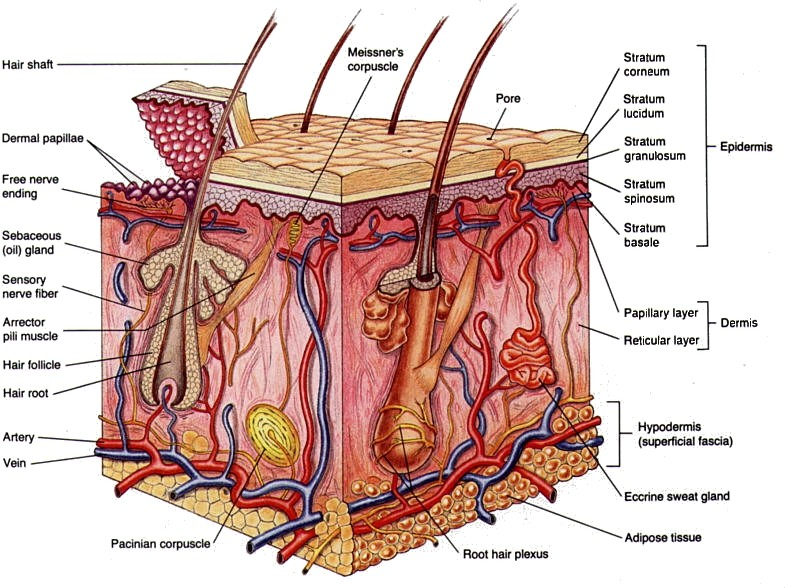 Hair shaft
Dermal papillae
Free nerve
ending
Sebaceous
(oil) gland
Sensory
nerve fiber
Arrector
pili muscle
Hair follicle
Hair root
Artery
Vein
Pacinian corpuscle
Meissner's
corpuscle
Pore
Stratum
corneum
Stratum
lucidum
Stratum
granulosum
Stratum
spinosum
Stratum
basale
Epidermis
Papillary layer
Reticular layer
Dermis
Hypodermis
(superficial fascia)
Eccrine sweat gland
Adipose tissue
Root hair plexus